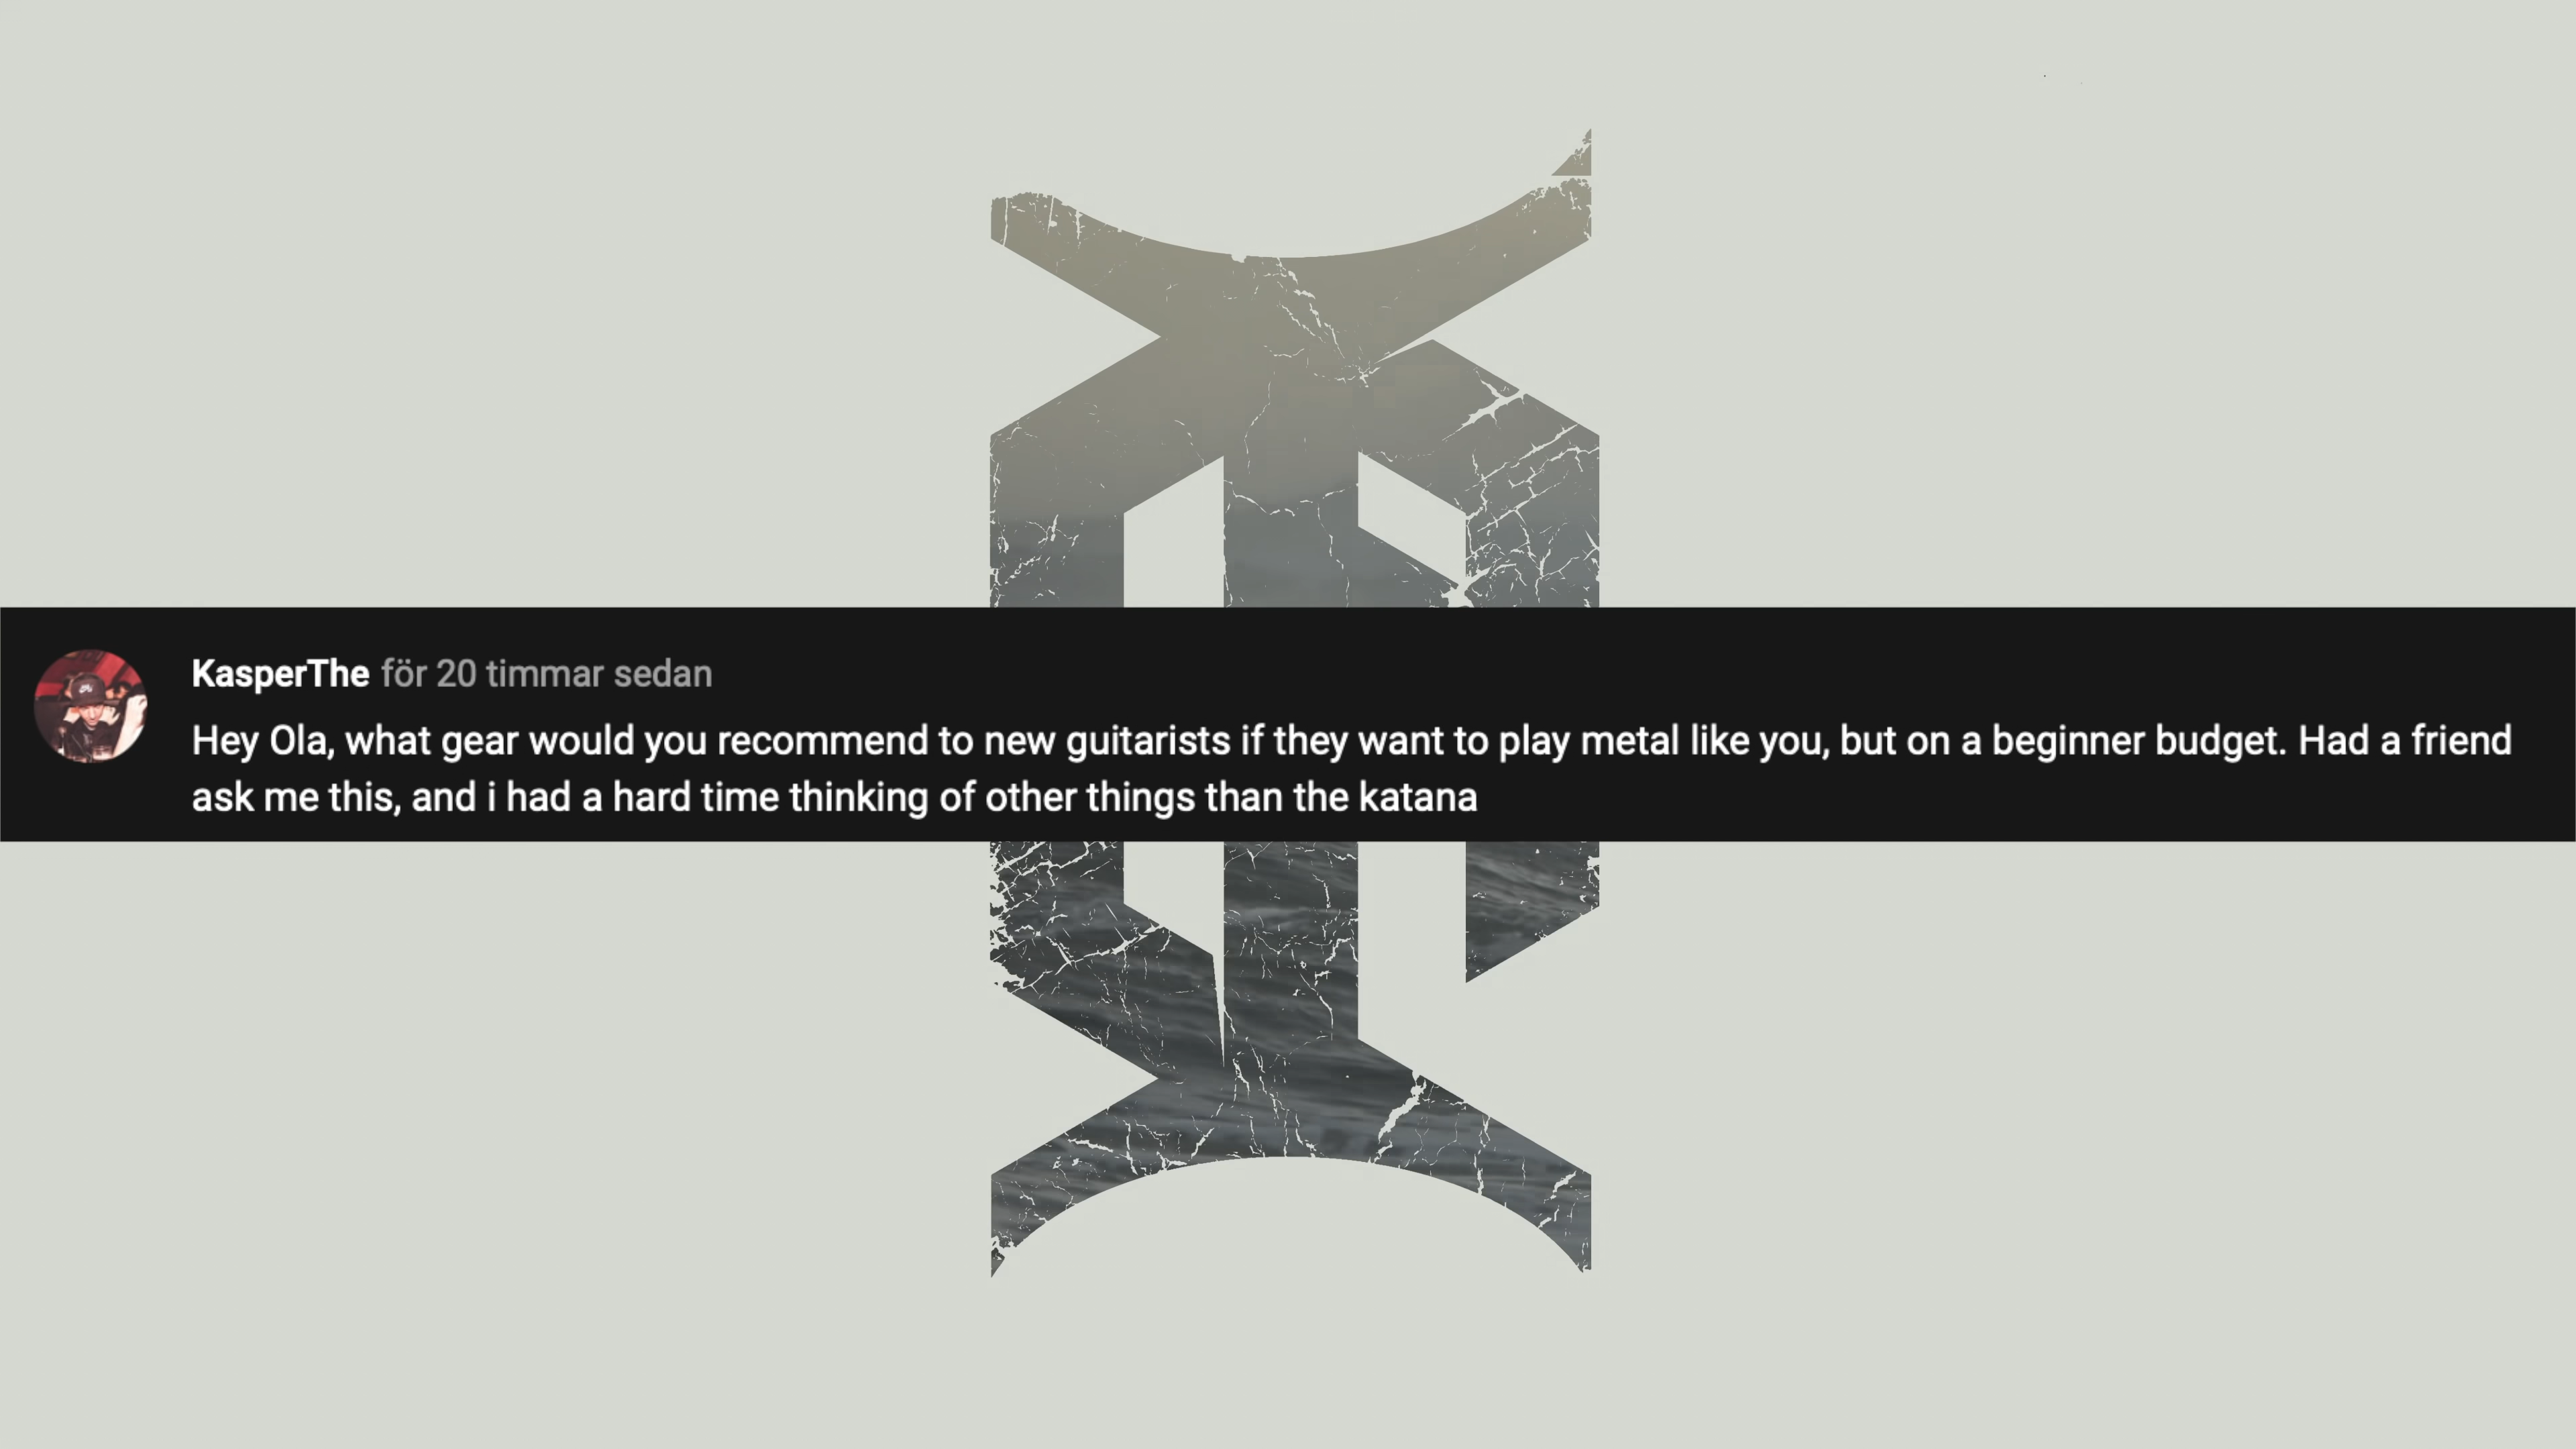 KasperThe för 20 timmar sedan
Hey Ola, what gear would you recommend to new guitarists if they want to play metal like you, but on a beginner budget. Had a friend
ask me this, and i had a hard time thinking of other things than the katana